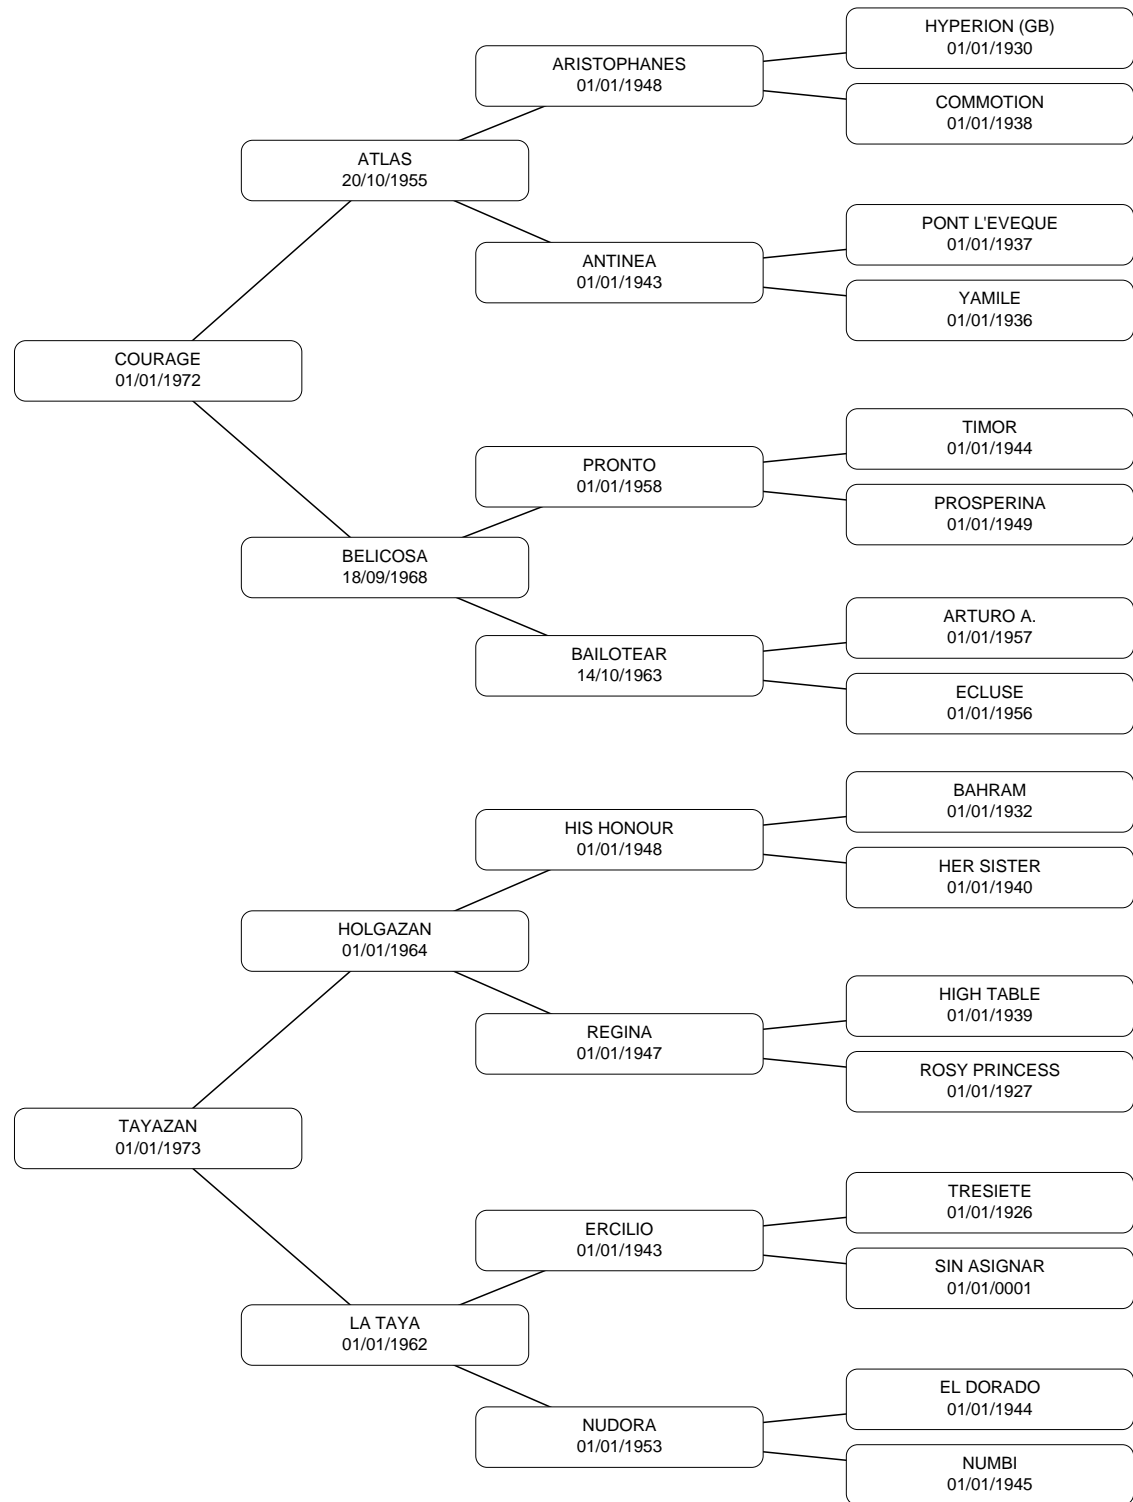 HYPERION (GB)
01/01/1930
ARISTOPHANES
01/01/1948
COMMOTION
01/01/1938
ATLAS
20/10/1955
PONT L'EVEQUE
01/01/1937
ANTINEA
01/01/1943
YAMILE
01/01/1936
COURAGE
01/01/1972
TIMOR
01/01/1944
PRONTO
01/01/1958
PROSPERINA
01/01/1949
BELICOSA
18/09/1968
ARTURO A.
01/01/1957
BAILOTEAR
14/10/1963
ECLUSE
01/01/1956
BAHRAM
01/01/1932
HIS HONOUR
01/01/1948
HER SISTER
01/01/1940
HOLGAZAN
01/01/1964
HIGH TABLE
01/01/1939
REGINA
01/01/1947
ROSY PRINCESS
01/01/1927
TAYAZAN
01/01/1973
TRESIETE
01/01/1926
ERCILIO
01/01/1943
SIN ASIGNAR
01/01/0001
LA TAYA
01/01/1962
EL DORADO
01/01/1944
NUDORA
01/01/1953
NUMBI
01/01/1945